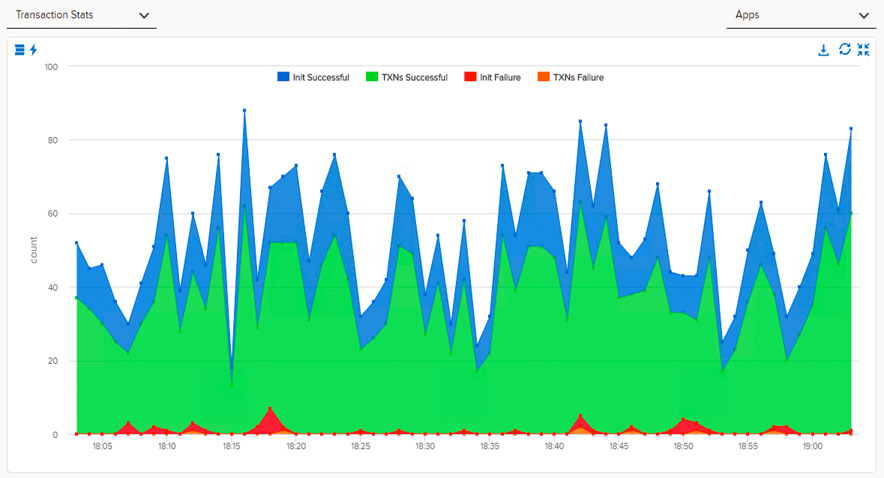 Transaction Stats
Apps
Init Successful TXNs Successful Init Failure TXNs Failure
count
100
80
60
40
20
0
18:05 18:10 18:15 18:20 18:25 18:30 18:35 18:40 18:45 18:50 18:55 19:00